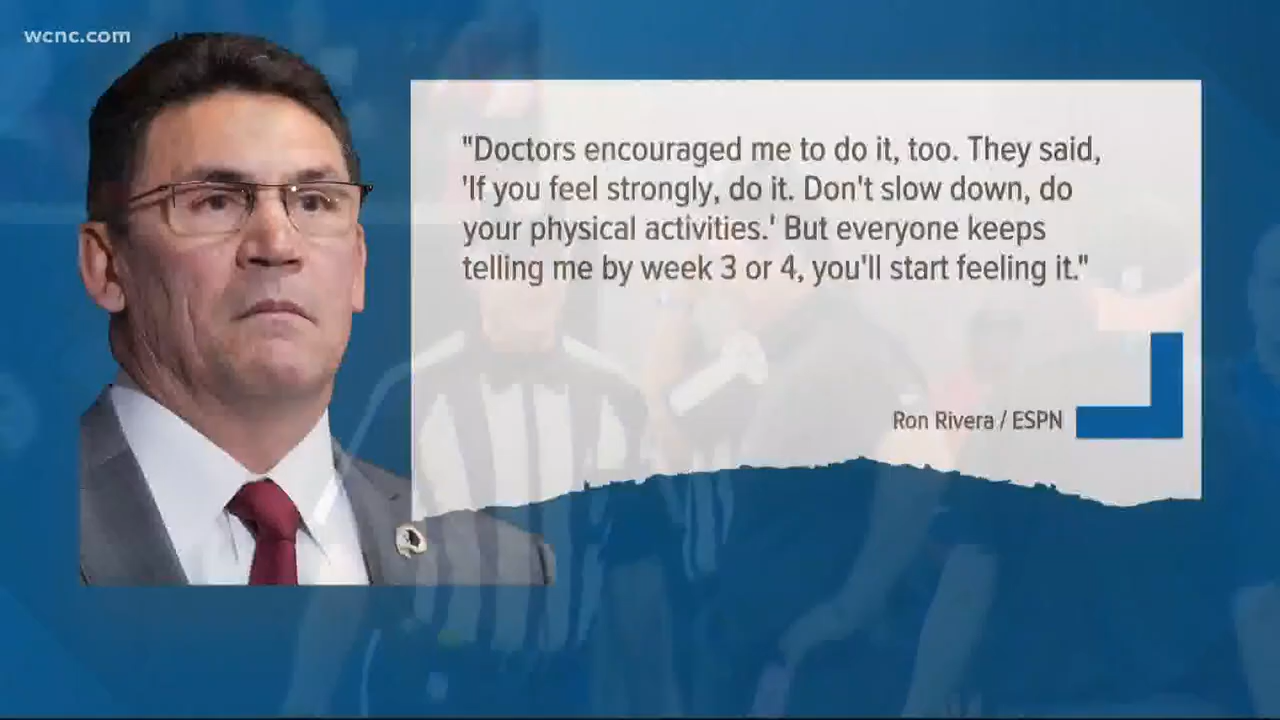 wcnc.com
"Doctors encouraged me to do it, too. They said,
'If you feel strongly, do it. Don't slow down, do
your physical activities.' But everyone keeps
telling me by week 3 or 4, you'll start feeling it."
Ron Rivera / ESPN